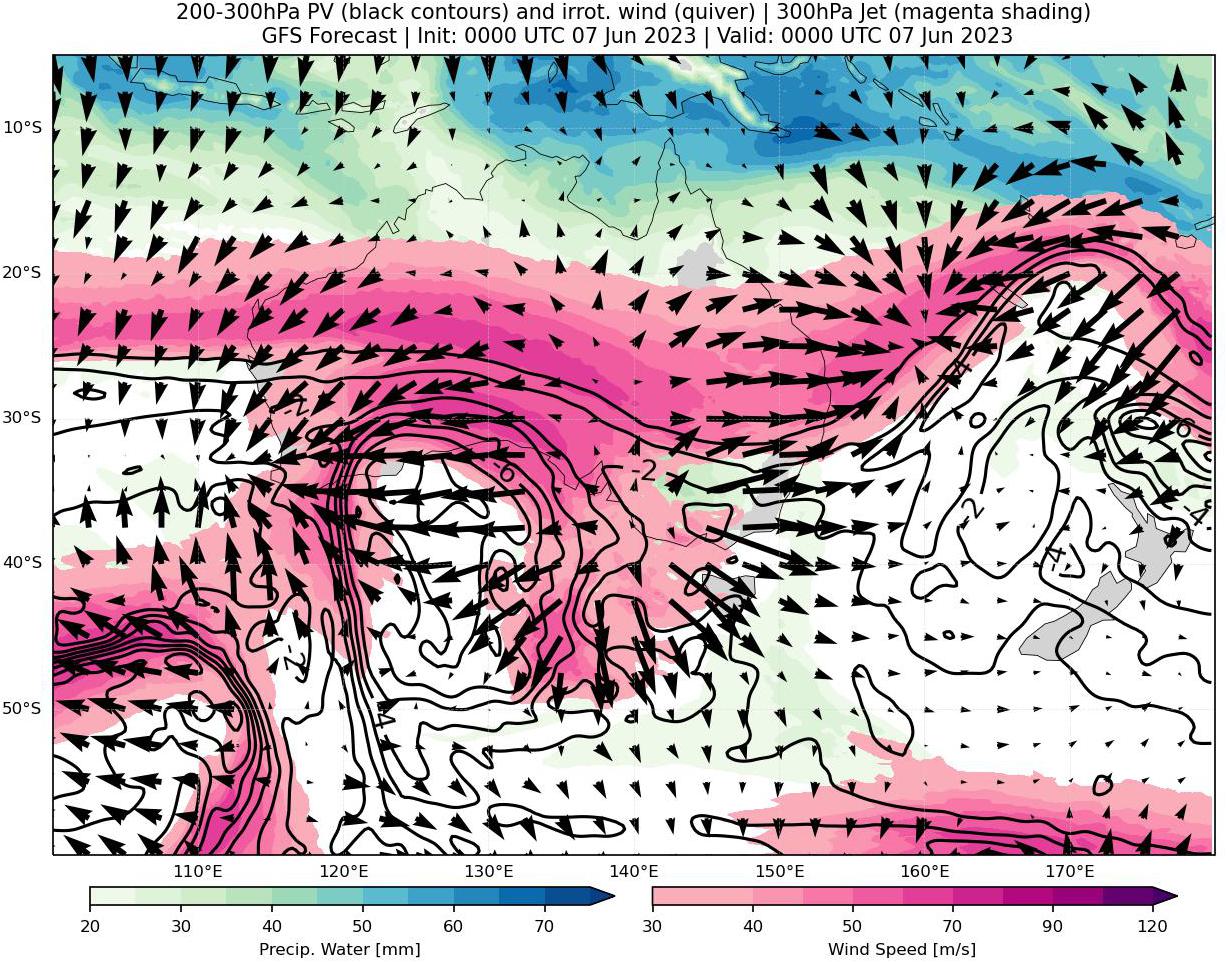 200-300hPa PV (black contours) and irrot. wind (quiver) | 300hPa Jet (magenta shading)
GFS Forecast | Init: 0000 UTC 07 Jun 2023 | Valid: 0000 UTC 07 Jun 2023
10°S
20°S
30°S
40°S
50°S
-2
-6
-2
-2
-4
-2
-4
110°E
120°E
130°E
140°E
150°E
160°E
170°E
20
30
40
50
60
70
30
40
50
70
90
120
Precip. Water [mm]
Wind Speed [m/s]